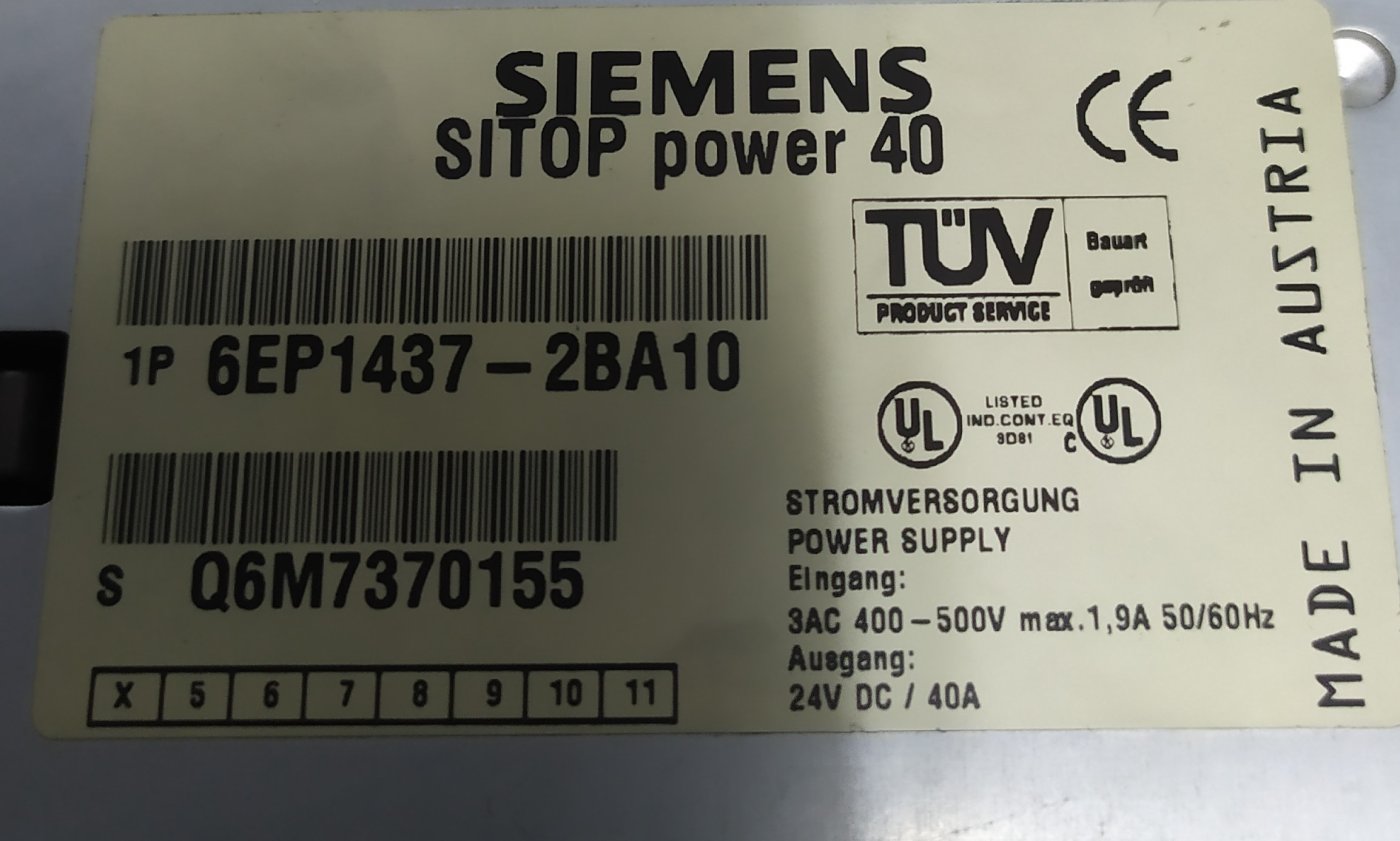 SIEMENS
SITOP power 40
CE
TÜV
PRODUCT SERVICE
Bauart
geprüft
1P 6EP1437-2BA10
UL
LISTED
IND.CONT.EQ
9D81
C UL
S Q6M7370155
STROMVERSORGUNG
POWER SUPPLY
Eingang:
3AC 400-500V max.1,9A 50/60Hz
Ausgang:
24V DC / 40A
X 5 6 7 8 9 10 11
MADE IN AUSTRIA